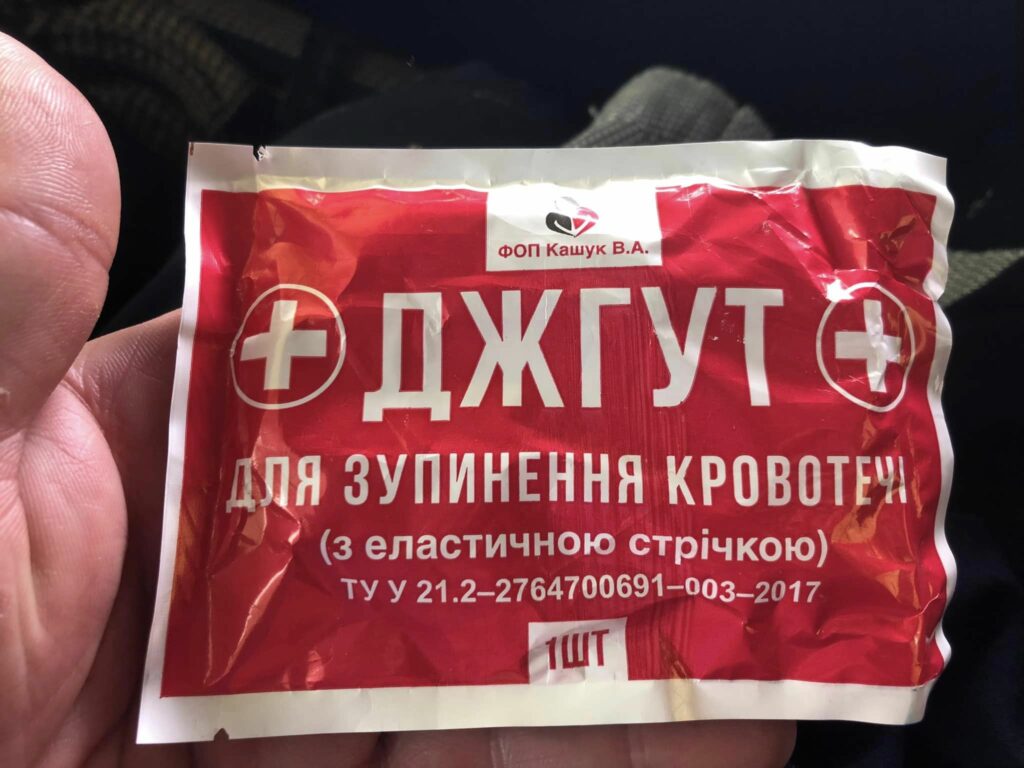 ФОП Кашук В.А.
ДЖГУТ
ДЛЯ ЗУПИНЕННЯ КРОВОТЕЧІ
(з еластичною стрічкою)
ТУ У 21.2–2764700691–003–2017
1ШТ